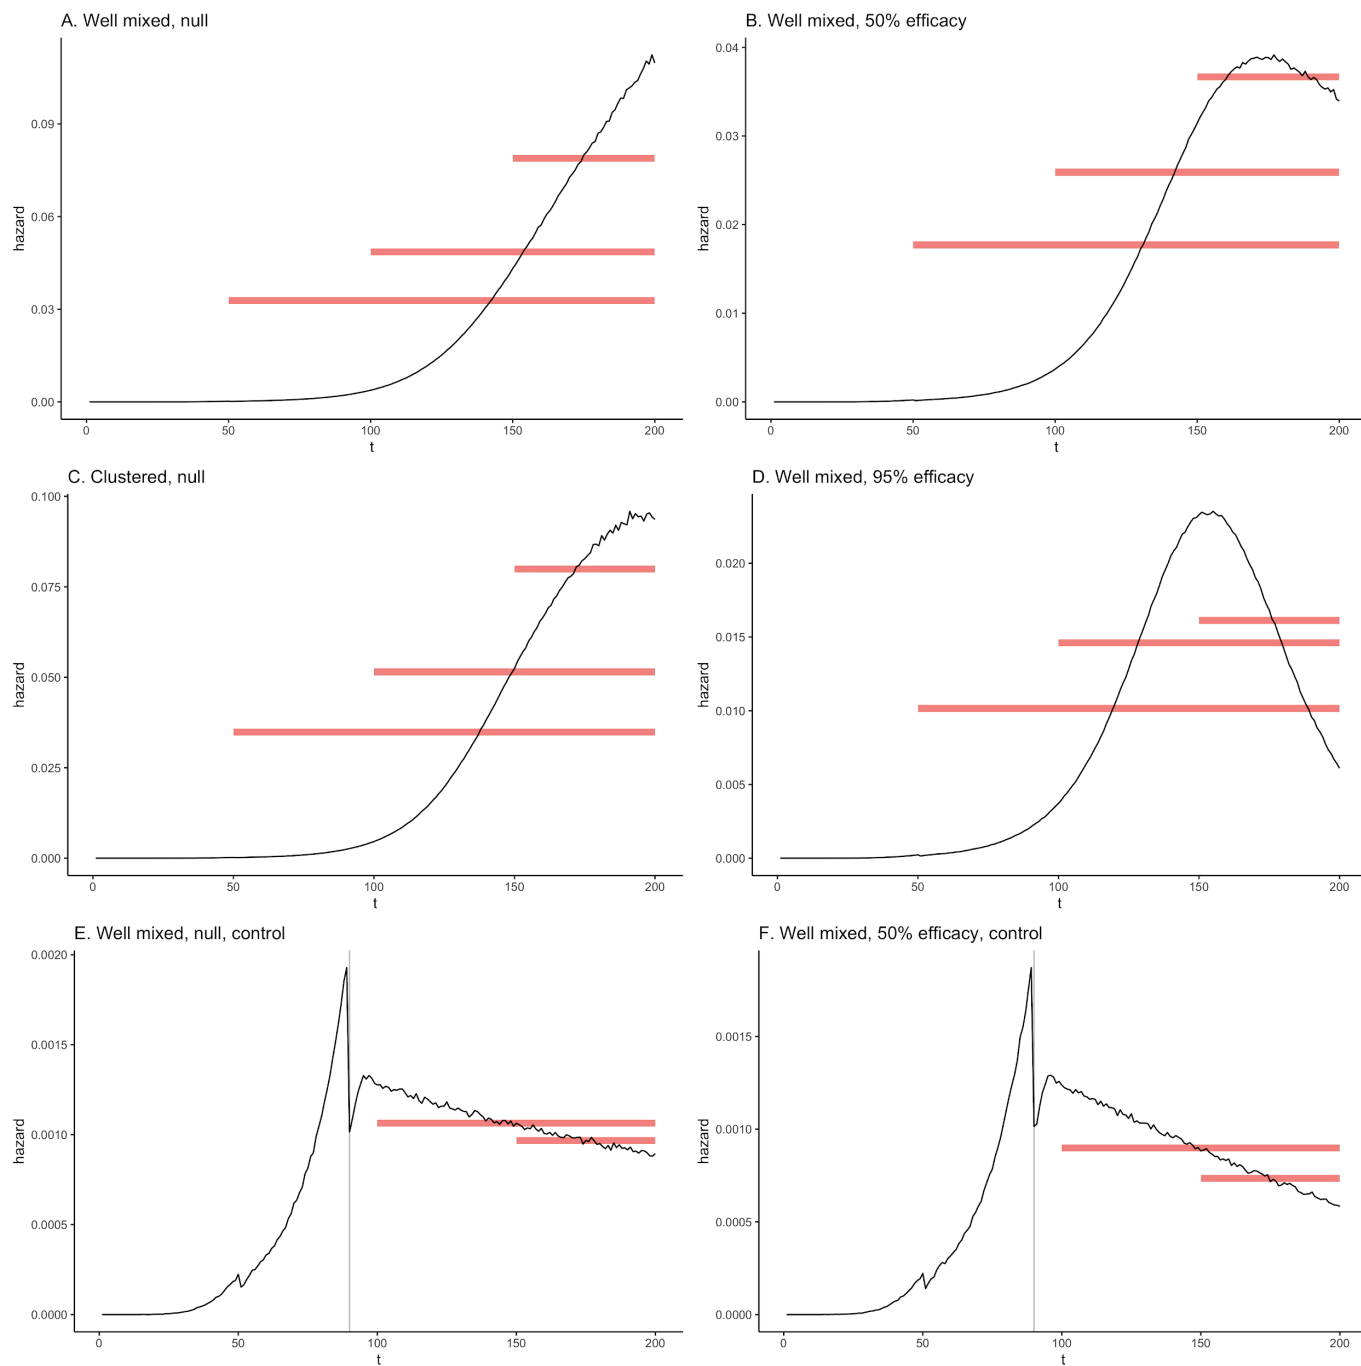 A. Well mixed, null
hazard
0.09
0.06
0.03
0.00
0 50 100 150 200
t
B. Well mixed, 50% efficacy
hazard
0.04
0.03
0.02
0.01
0.00
0 50 100 150 200
t
C. Clustered, null
hazard
0.100
0.075
0.050
0.025
0.000
0 50 100 150 200
t
D. Well mixed, 95% efficacy
hazard
0.020
0.015
0.010
0.005
0.000
0 50 100 150 200
t
E. Well mixed, null, control
hazard
0.0020
0.0015
0.0010
0.0005
0.0000
0 50 100 150 200
t
F. Well mixed, 50% efficacy, control
hazard
0.0015
0.0010
0.0005
0.0000
0 50 100 150 200
t